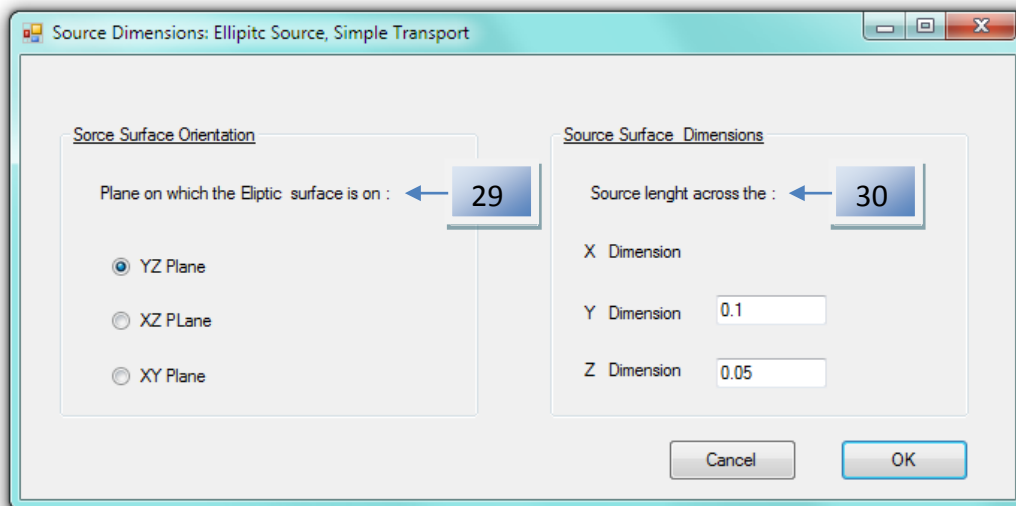 Source Dimensions: Ellipitc Source, Simple Transport
Sorce Surface Orientation
Plane on which the Eliptic surface is on :
29
YZ Plane
XZ PLane
XY Plane
Source Surface Dimensions
Source lenght across the :
30
X Dimension
Y Dimension 0.1
Z Dimension 0.05
Cancel OK